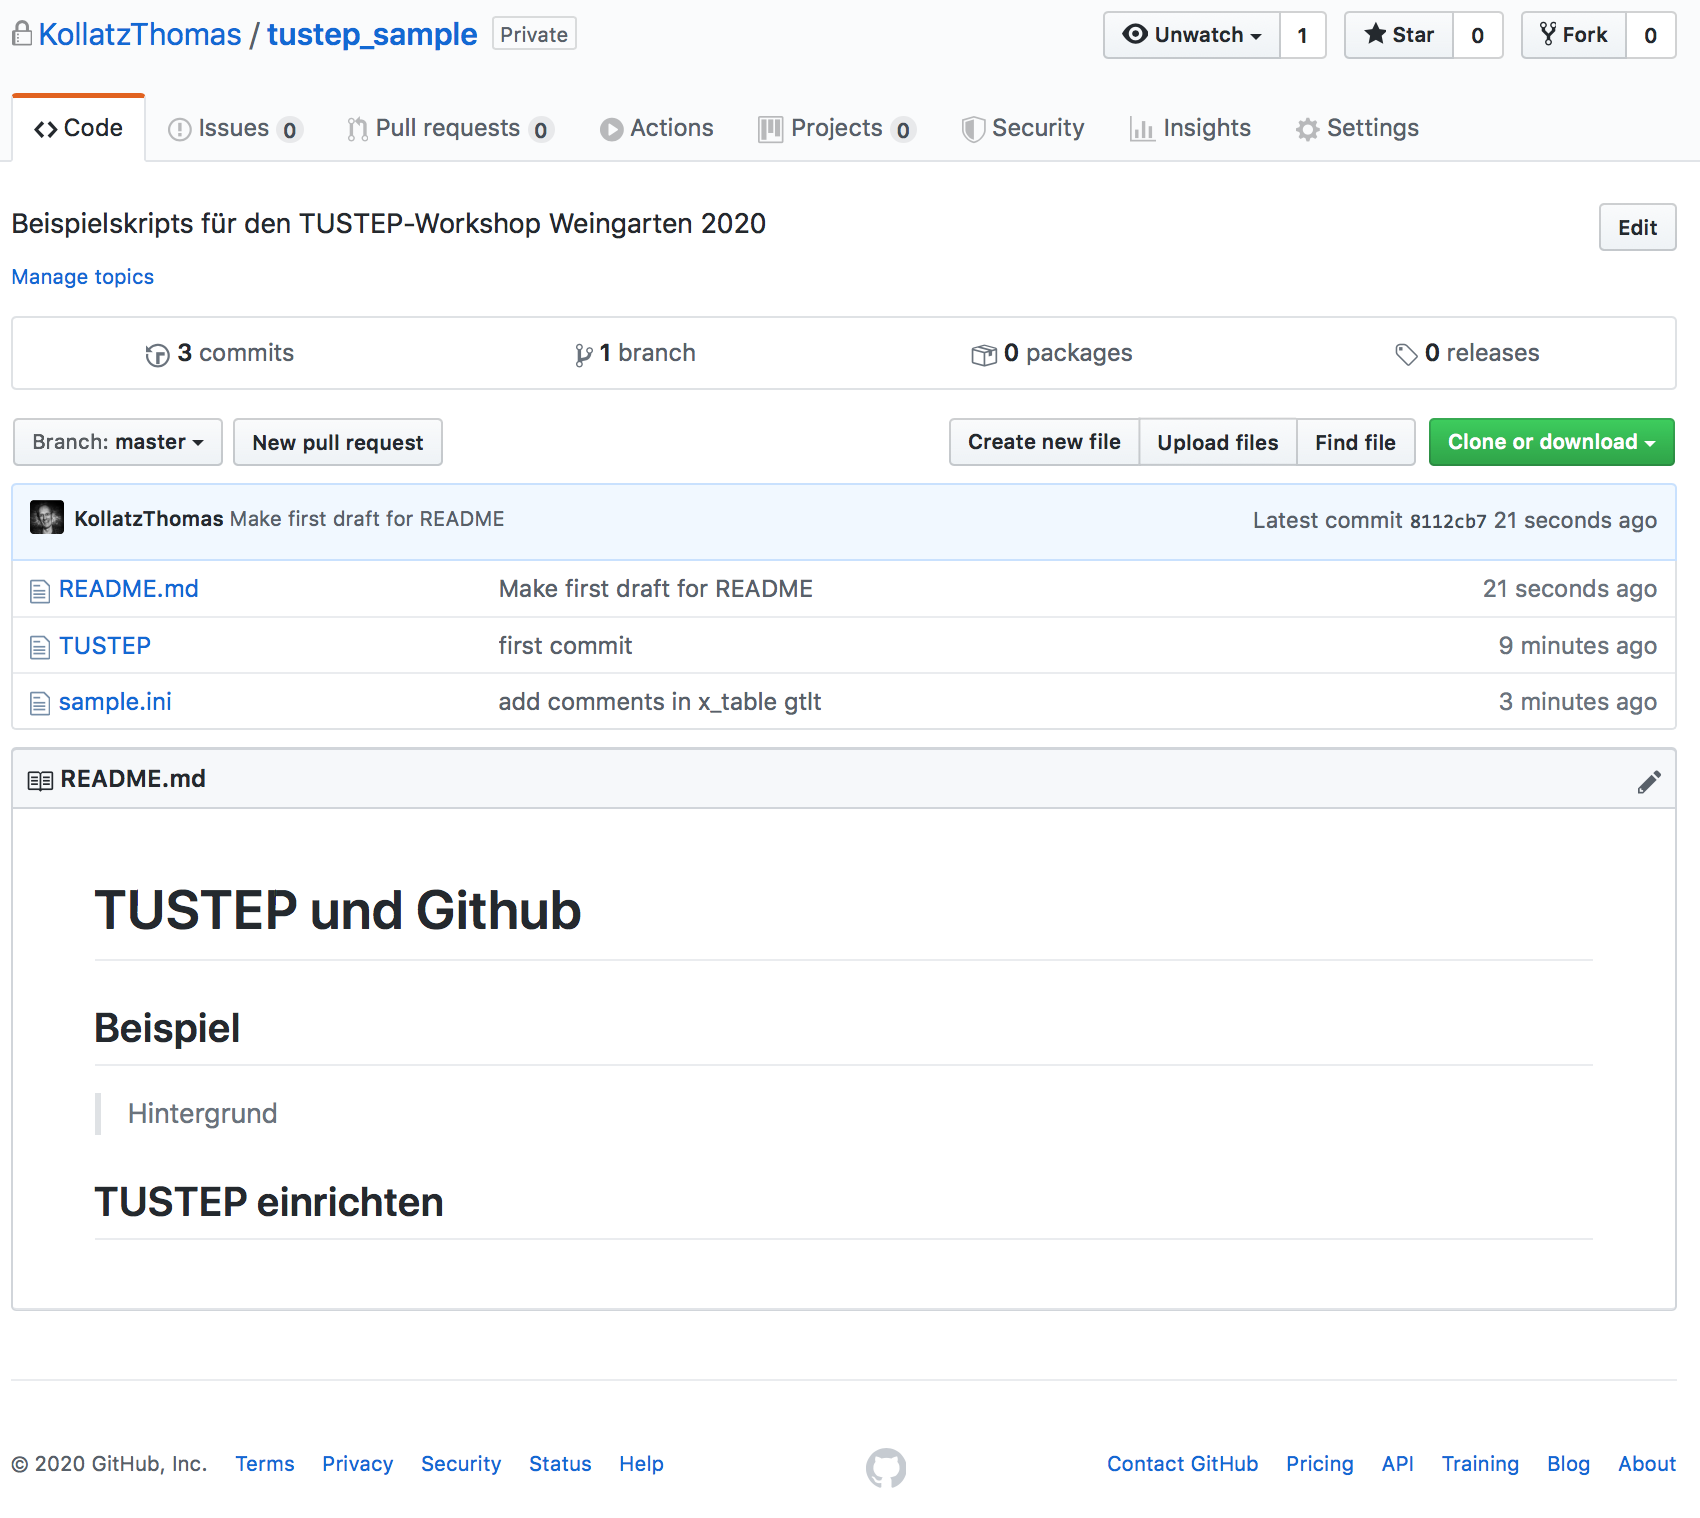 KollatzThomas / tustep_sample Private Unwatch 1 Star 0 Fork 0
Code Issues 0 Pull requests 0 Actions Projects 0 Security Insights Settings
Beispielskripts für den TUSTEP-Workshop Weingarten 2020 Edit
Manage topics
3 commits 1 branch 0 packages 0 releases
Branch: master New pull request Create new file Upload files Find file Clone or download
KollatzThomas Make first draft for README Latest commit 8112cb7 21 seconds ago
README.md Make first draft for README 21 seconds ago
TUSTEP first commit 9 minutes ago
sample.ini add comments in x_table gtlt 3 minutes ago
README.md
TUSTEP und Github
Beispiel
Hintergrund
TUSTEP einrichten
© 2020 GitHub, Inc. Terms Privacy Security Status Help Contact GitHub Pricing API Training Blog About